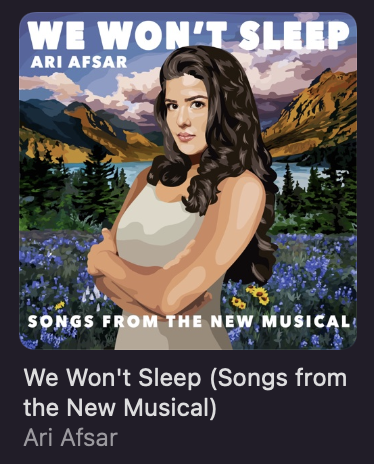 WE WON'T SLEEP
ARI AFSAR
SONGS FROM THE NEW MUSICAL
We Won't Sleep (Songs from
the New Musical)
Ari Afsar